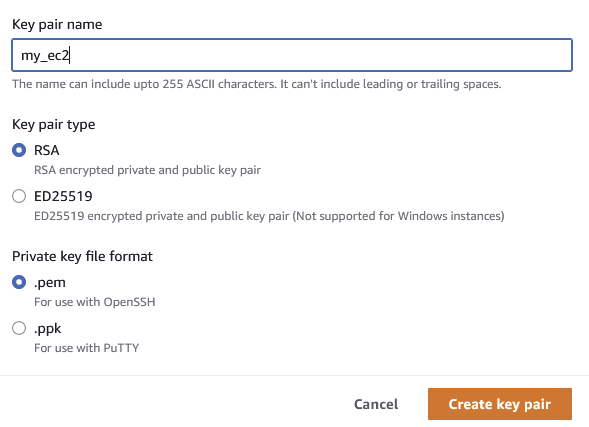 Key pair name
my_ec2
The name can include upto 255 ASCII characters. It can't include leading or trailing spaces.
Key pair type
RSA
RSA encrypted private and public key pair
ED25519
ED25519 encrypted private and public key pair (Not supported for Windows instances)
Private key file format
.pem
For use with OpenSSH
.ppk
For use with PuTTY
Cancel
Create key pair